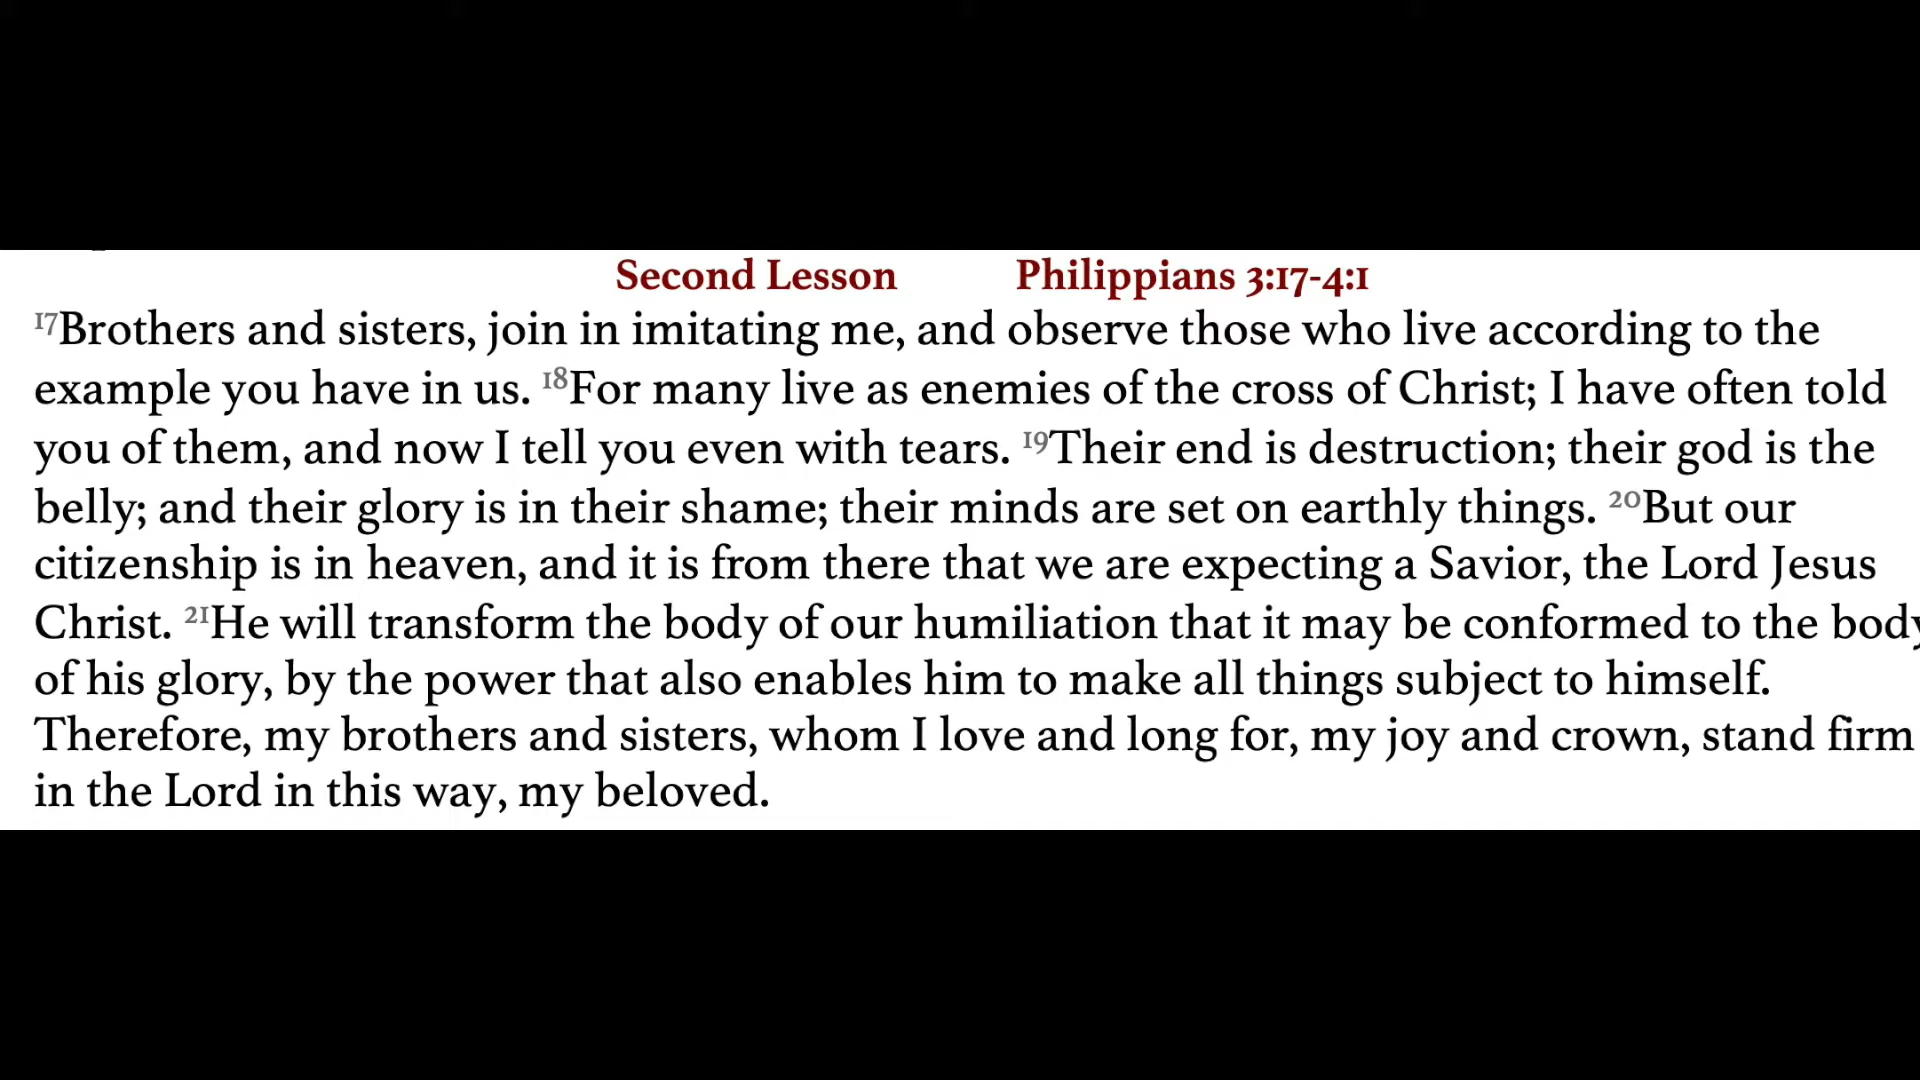 Second Lesson Philippians 3:17-4:1
17Brothers and sisters, join in imitating me, and observe those who live according to the
example you have in us. 18For many live as enemies of the cross of Christ; I have often told
you of them, and now I tell you even with tears. 19Their end is destruction; their god is the
belly; and their glory is in their shame; their minds are set on earthly things. 20But our
citizenship is in heaven, and it is from there that we are expecting a Savior, the Lord Jesus
Christ. 21He will transform the body of our humiliation that it may be conformed to the body
of his glory, by the power that also enables him to make all things subject to himself.
Therefore, my brothers and sisters, whom I love and long for, my joy and crown, stand firm
in the Lord in this way, my beloved.